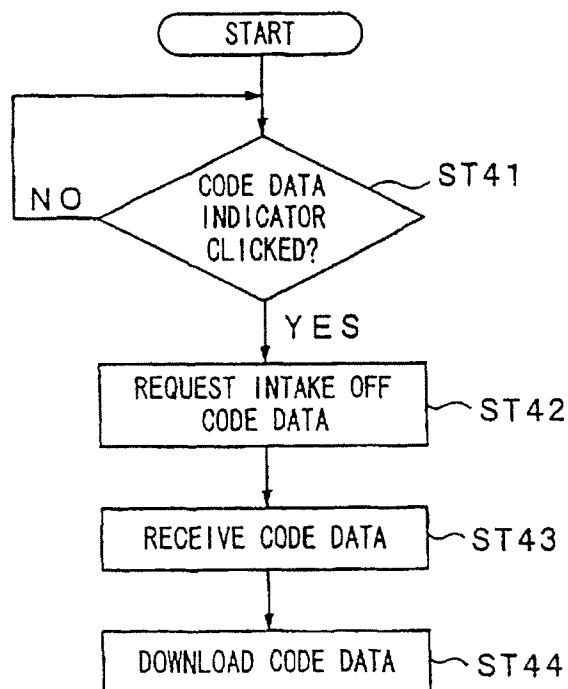 START
CODE DATA
INDICATOR
CLICKED?
ST41
NO
YES
REQUEST INTAKE OFF
CODE DATA
ST42
RECEIVE CODE DATA
ST43
DOWNLOAD CODE DATA
ST44